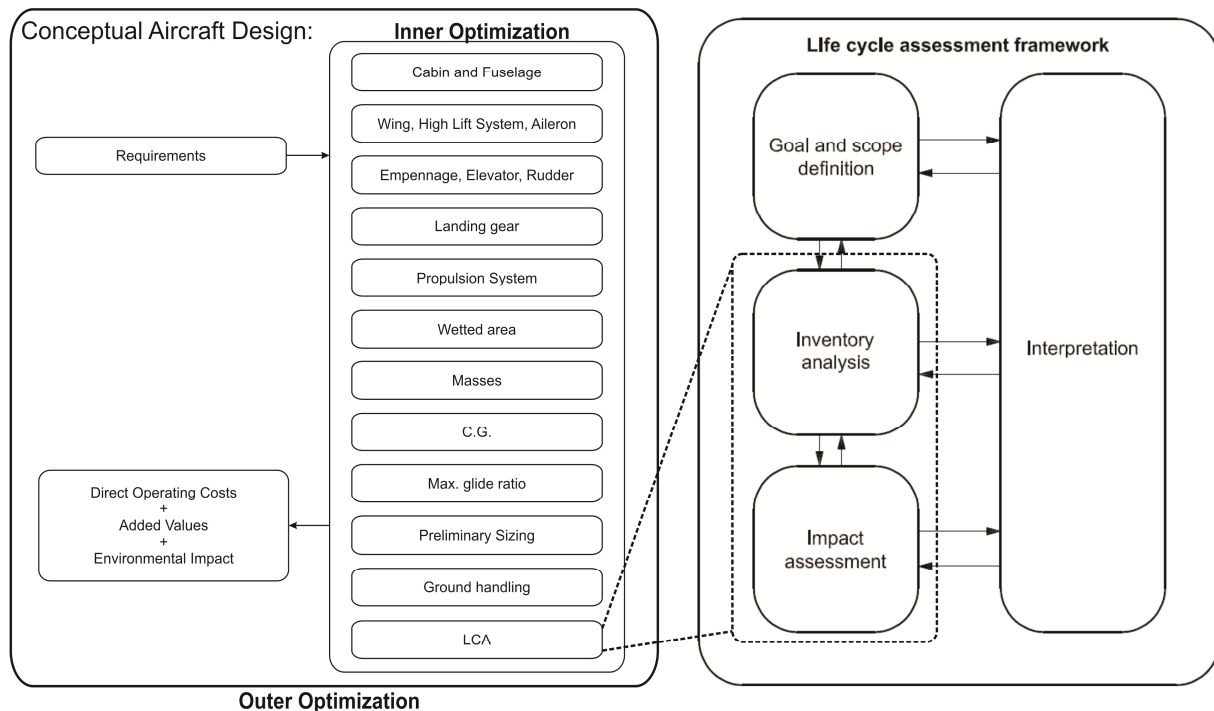 Conceptual Aircraft Design:
Inner Optimization
Cabin and Fuselage
Wing, High Lift System, Aileron
Requirements
Empennage, Elevator, Rudder
Landing gear
Propulsion System
Wetted area
Masses
C.G.
Max. glide ratio
Direct Operating Costs
+
Added Values
+
Environmental Impact
Preliminary Sizing
Ground handling
LCA
Outer Optimization
LIfe cycle assessment framework
Goal and scope
definition
Inventory
analysis
Interpretation
Impact
assessment